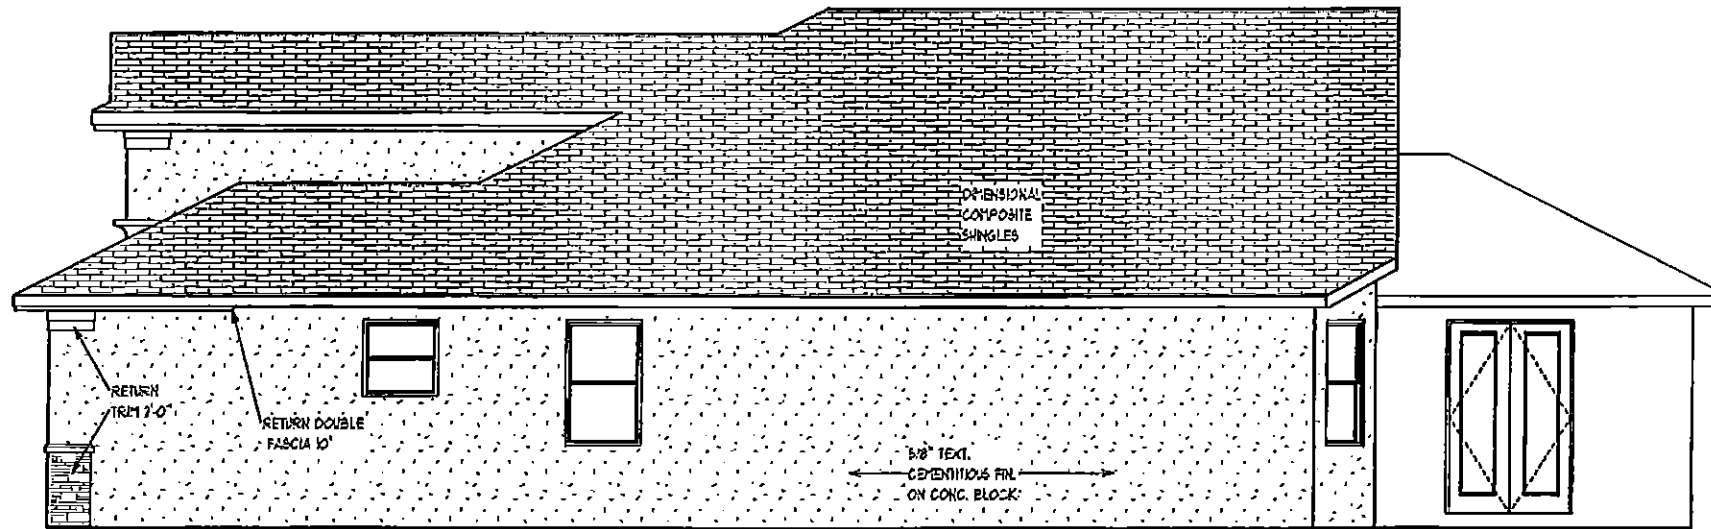 DIMENSIONAL
COMPOSITE
SHINGLES
RETURN
TRIM 2'-0"
RETURN DOUBLE
FASCIA 10"
5/8" TEXT.
CEMENTITIOUS FIN.
ON CONC. BLOCK